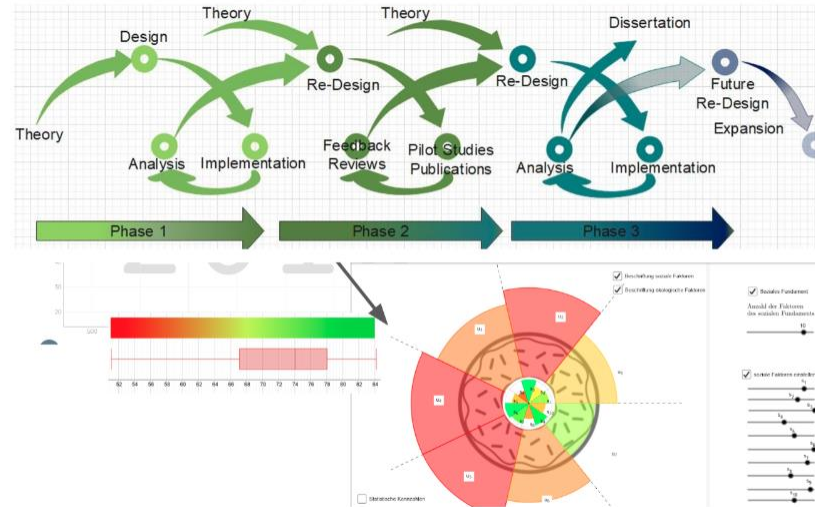 Theory
Theory
Dissertation
Design
Re-Design
Re-Design
Future
Re-Design
Theory
Expansion
Analysis
Implementation
Feedback
Reviews
Pilot Studies
Publications
Analysis
Implementation
Phase 1
Phase 2
Phase 3
Beschriftung soziale Faktoren
Beschriftung ökologische Faktoren
Soziales Fundament
Anzahl der Faktoren
des sozialen Fundaments
10
20
500
52 54 56 58 60 62 64 66 68 70 72 74 76 78 80 82 84
soziale Faktoren einstellen
Statistische Kennzahlen